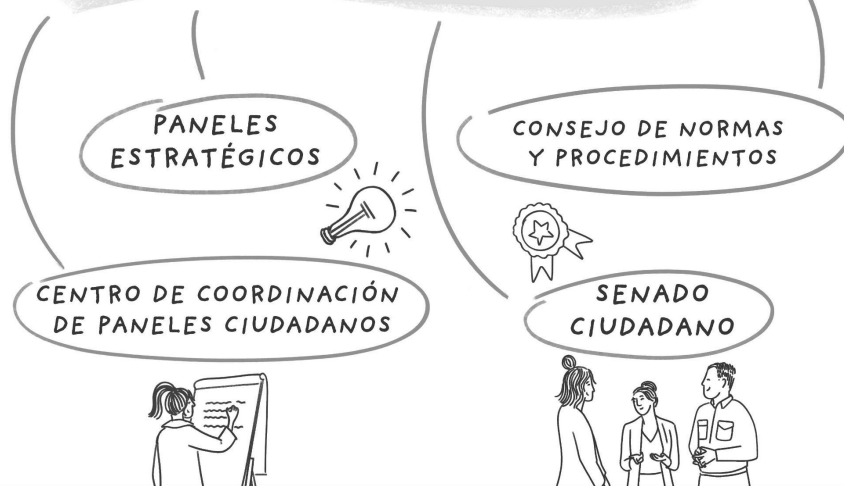 PANELES
ESTRATÉGICOS
CONSEJO DE NORMAS
Y PROCEDIMIENTOS
CENTRO DE COORDINACIÓN
DE PANELES CIUDADANOS
SENADO
CIUDADANO